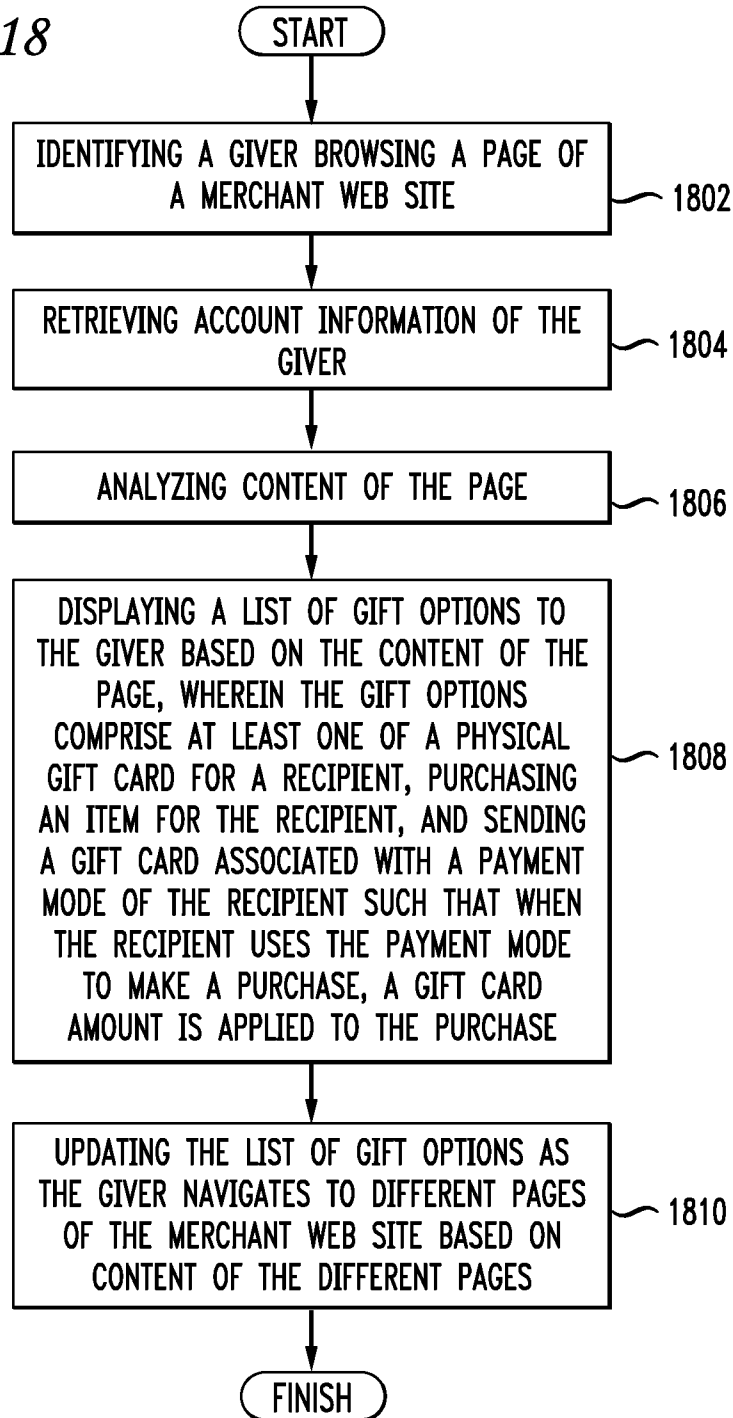 18
START
IDENTIFYING A GIVER BROWSING A PAGE OF
A MERCHANT WEB SITE
1802
RETRIEVING ACCOUNT INFORMATION OF THE
GIVER
1804
ANALYZING CONTENT OF THE PAGE
1806
DISPLAYING A LIST OF GIFT OPTIONS TO
THE GIVER BASED ON THE CONTENT OF THE
PAGE, WHEREIN THE GIFT OPTIONS
COMPRISE AT LEAST ONE OF A PHYSICAL
GIFT CARD FOR A RECIPIENT, PURCHASING
AN ITEM FOR THE RECIPIENT, AND SENDING
A GIFT CARD ASSOCIATED WITH A PAYMENT
MODE OF THE RECIPIENT SUCH THAT WHEN
THE RECIPIENT USES THE PAYMENT MODE
TO MAKE A PURCHASE, A GIFT CARD
AMOUNT IS APPLIED TO THE PURCHASE
1808
UPDATING THE LIST OF GIFT OPTIONS AS
THE GIVER NAVIGATES TO DIFFERENT PAGES
OF THE MERCHANT WEB SITE BASED ON
CONTENT OF THE DIFFERENT PAGES
1810
FINISH